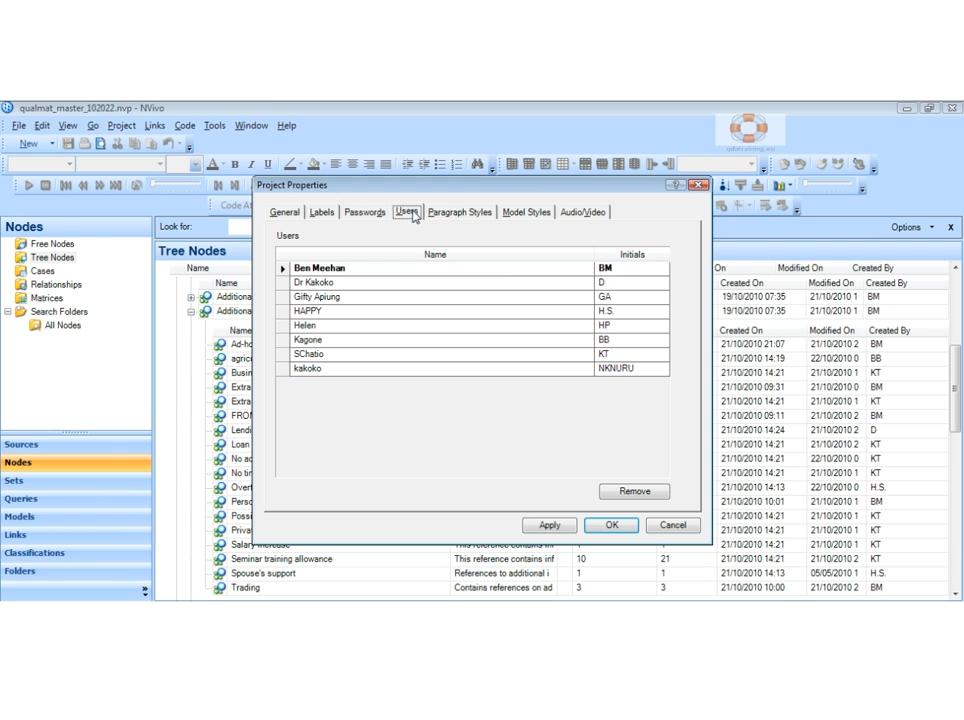 qualmat_master_102022.nvp - NVivo
File Edit View Go Project Links Code Tools Window Help
New
qdatraining.eu
Project Properties
General Labels Passwords Users Paragraph Styles Model Styles Audio/Video
Code At
Nodes
Look for:
Options
Free Nodes
Tree Nodes
Cases
Relationships
Matrices
Search Folders
All Nodes
Tree Nodes
Name On Modified On Created By
Name Created On Modified On Created By
Additiona 19/10/2010 07:35 21/10/2010 1 BM
Additiona 19/10/2010 07:35 21/10/2010 1 BM
Name Created On Modified On Created By
Ad-ho 21/10/2010 21:07 21/10/2010 2 BM
agric 21/10/2010 14:19 22/10/2010 0 BB
Busin 21/10/2010 14:21 21/10/2010 1 KT
Extra 21/10/2010 09:31 21/10/2010 0 BM
Extra 21/10/2010 14:21 21/10/2010 1 KT
FRO 21/10/2010 09:11 21/10/2010 2 BM
Lendi 21/10/2010 14:24 21/10/2010 2 D
Loan 21/10/2010 14:21 21/10/2010 2 KT
No ac 21/10/2010 14:21 22/10/2010 0 KT
No tir 21/10/2010 14:21 21/10/2010 1 KT
Overt 21/10/2010 14:13 22/10/2010 0 H.S.
Perso 21/10/2010 10:01 21/10/2010 1 BM
Possi 21/10/2010 14:21 21/10/2010 1 KT
Priva 21/10/2010 14:21 21/10/2010 1 KT
Salary increase This reference contains inf 1 1 21/10/2010 14:21 21/10/2010 1 KT
Seminar training allowance This reference contains inf 10 21 21/10/2010 14:21 21/10/2010 2 KT
Spouse's support References to additional i 1 1 21/10/2010 14:13 05/05/2010 1 H.S.
Trading Contains references on ad 3 3 21/10/2010 10:00 21/10/2010 2 BM
Users
Name Initials
Ben Meehan BM
Dr Kakoko D
Gifty Apiung GA
HAPPY H.S.
Helen HP
Kagone BB
SChatio KT
kakoko NKNURU
Remove
Apply OK Cancel
Sources
Nodes
Sets
Queries
Models
Links
Classifications
Folders